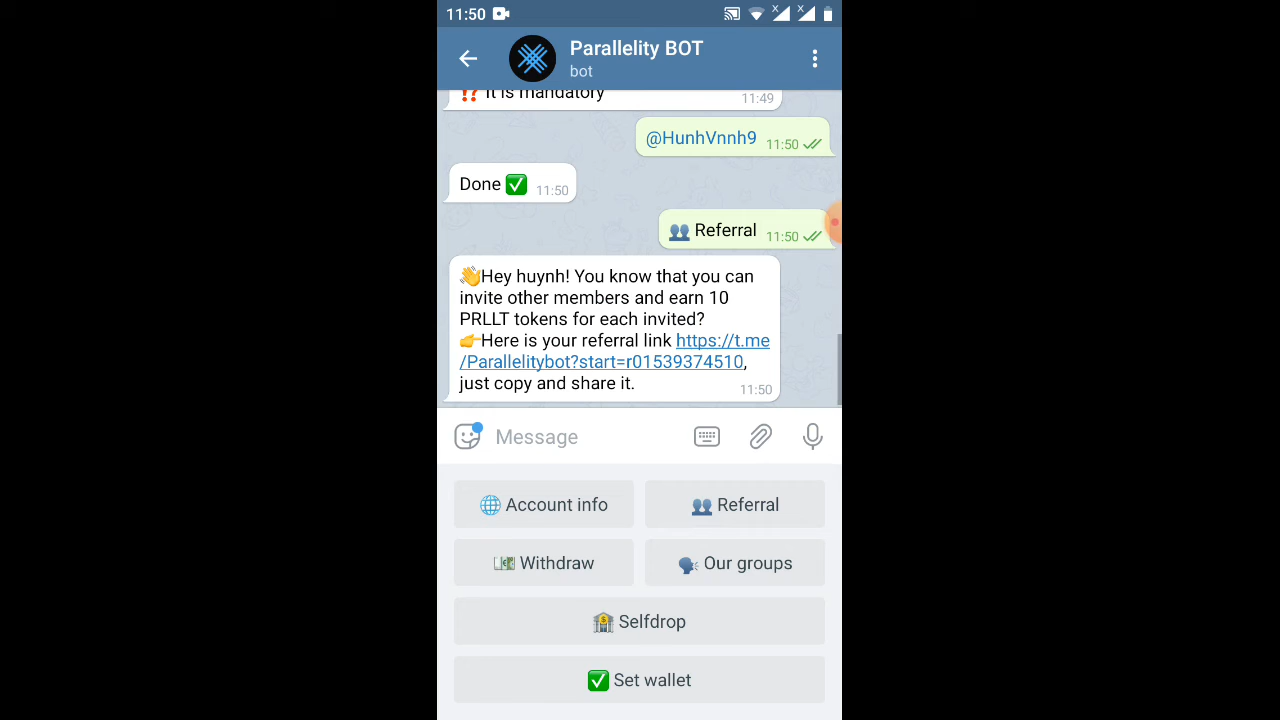 11:50
Parallelity BOT
bot
⁉️ It is mandatory 11:49
@HunhVnnh9 11:50
Done ✅ 11:50
👥 Referral 11:50
👋Hey huynh! You know that you can
invite other members and earn 10
PRLLT tokens for each invited?
👉Here is your referral link https://t.me
/Parallelitybot?start=r01539374510,
just copy and share it. 11:50
Message
🌐 Account info 👥 Referral
💵 Withdraw 🗣 Our groups
🏦 Selfdrop
✅ Set wallet